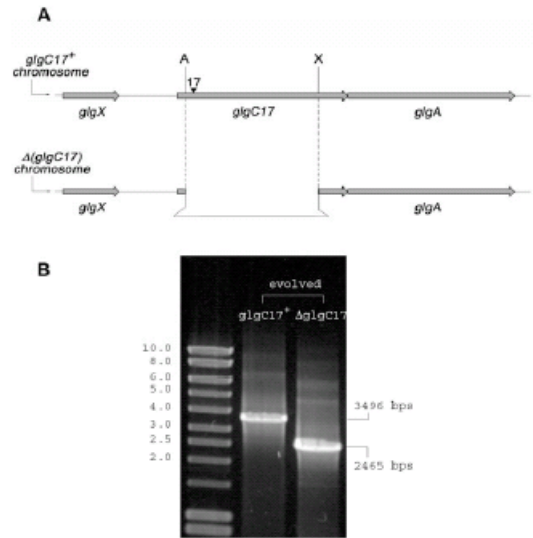 A
glgC17+
chromosome
A
X
17
glgX
glgC17
glgA
Δ(glgC17)
chromosome
glgX
glgA
B
evolved
glgC17+ ΔglgC17
10.0
8.0
6.0
5.0
4.0
3.0
2.5
2.0
3496 bps
2465 bps